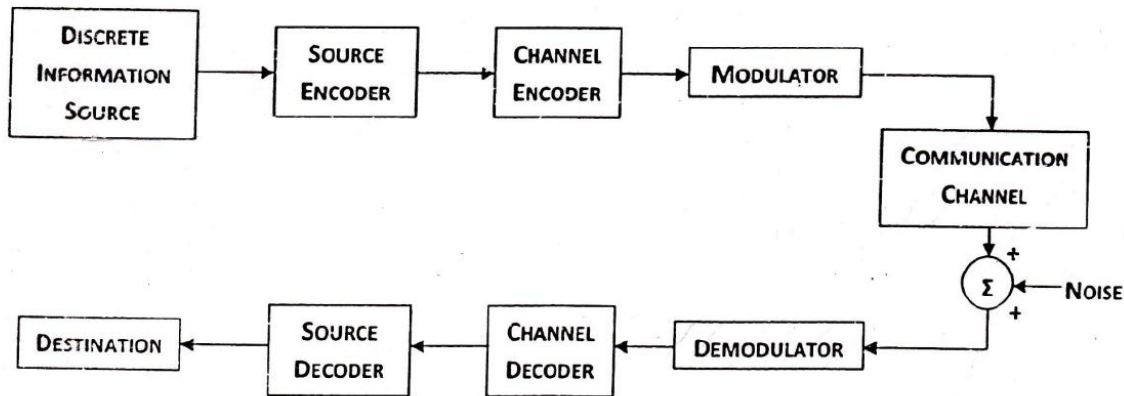 DISCRETE
INFORMATION
SOURCE
SOURCE
ENCODER
CHANNEL
ENCODER
MODULATOR
COMMUNICATION
CHANNEL
+
Σ
NOISE
+
DEMODULATOR
CHANNEL
DECODER
SOURCE
DECODER
DESTINATION